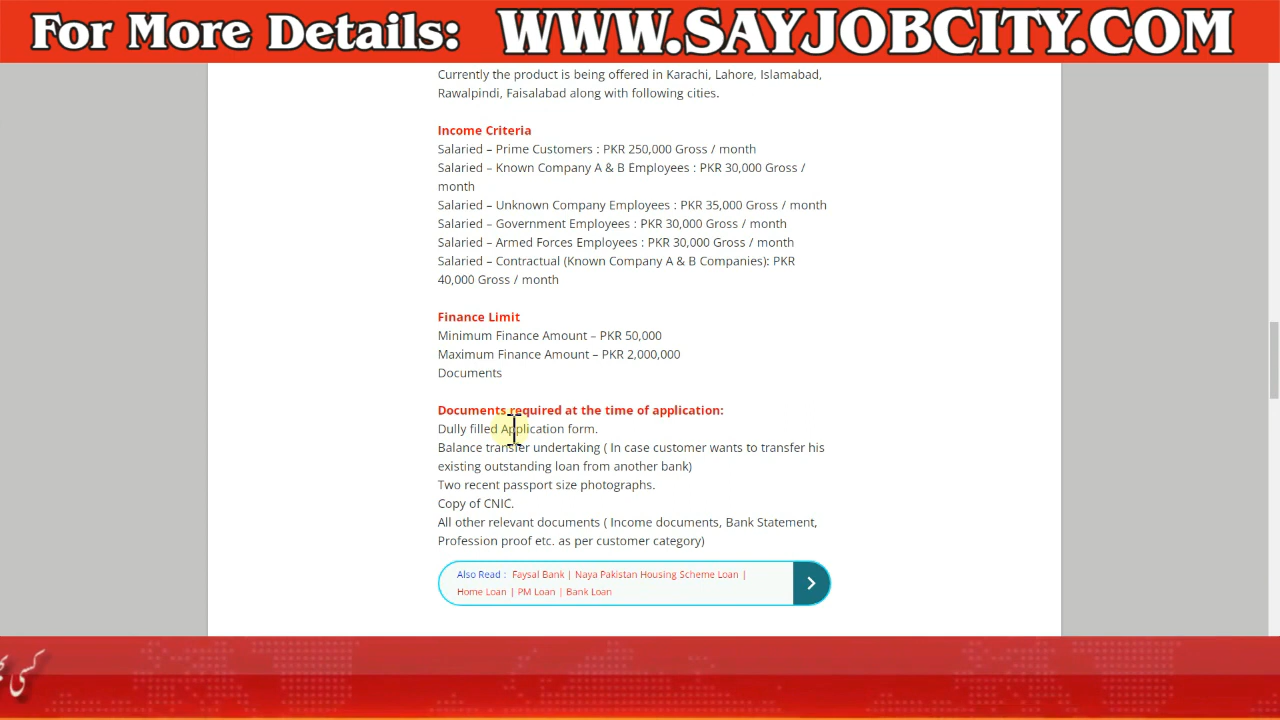 For More Details: WWW.SAYJOBCITY.COM
Currently the product is being offered in Karachi, Lahore, Islamabad,
Rawalpindi, Faisalabad along with following cities.
Income Criteria
Salaried – Prime Customers : PKR 250,000 Gross / month
Salaried – Known Company A & B Employees : PKR 30,000 Gross /
month
Salaried – Unknown Company Employees : PKR 35,000 Gross / month
Salaried – Government Employees : PKR 30,000 Gross / month
Salaried – Armed Forces Employees : PKR 30,000 Gross / month
Salaried – Contractual (Known Company A & B Companies): PKR
40,000 Gross / month
Finance Limit
Minimum Finance Amount – PKR 50,000
Maximum Finance Amount – PKR 2,000,000
Documents
Documents required at the time of application:
Dully filled Application form.
Balance transfer undertaking ( In case customer wants to transfer his
existing outstanding loan from another bank)
Two recent passport size photographs.
Copy of CNIC.
All other relevant documents ( Income documents, Bank Statement,
Profession proof etc. as per customer category)
Also Read : Faysal Bank | Naya Pakistan Housing Scheme Loan |
Home Loan | PM Loan | Bank Loan
کسی